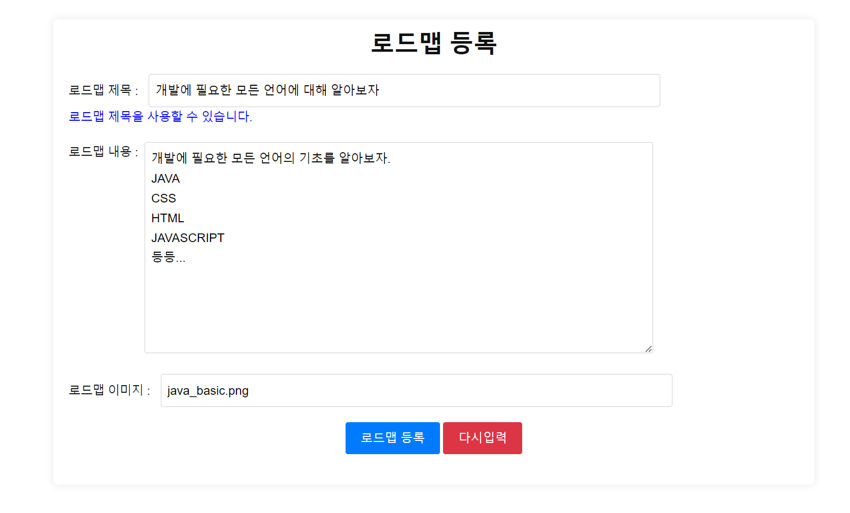 로드맵 등록
로드맵 제목 : 개발에 필요한 모든 언어에 대해 알아보자
로드맵 제목을 사용할 수 있습니다.
로드맵 내용 : 개발에 필요한 모든 언어의 기초를 알아보자.
JAVA
CSS
HTML
JAVASCRIPT
등등...
로드맵 이미지 : java_basic.png
로드맵 등록 다시입력